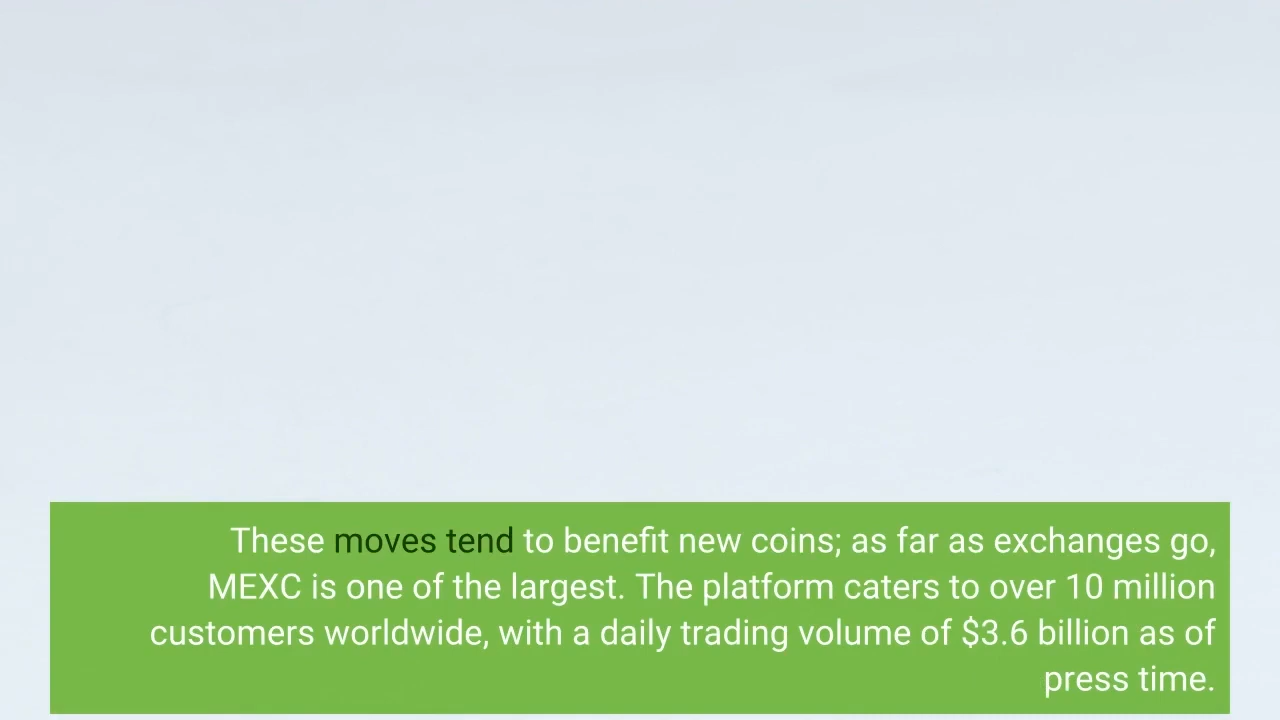 These moves tend to benefit new coins; as far as exchanges go,
MEXC is one of the largest. The platform caters to over 10 million
customers worldwide, with a daily trading volume of $3.6 billion as of
press time.